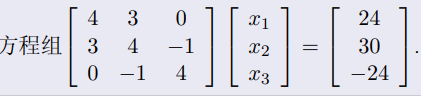 方程组 [ 4 3 0 ] [ x₁ ] = [ 24 ]
[ 3 4 −1 ] [ x₂ ] [ 30 ]
[ 0 −1 4 ] [ x₃ ] [ −24 ] .